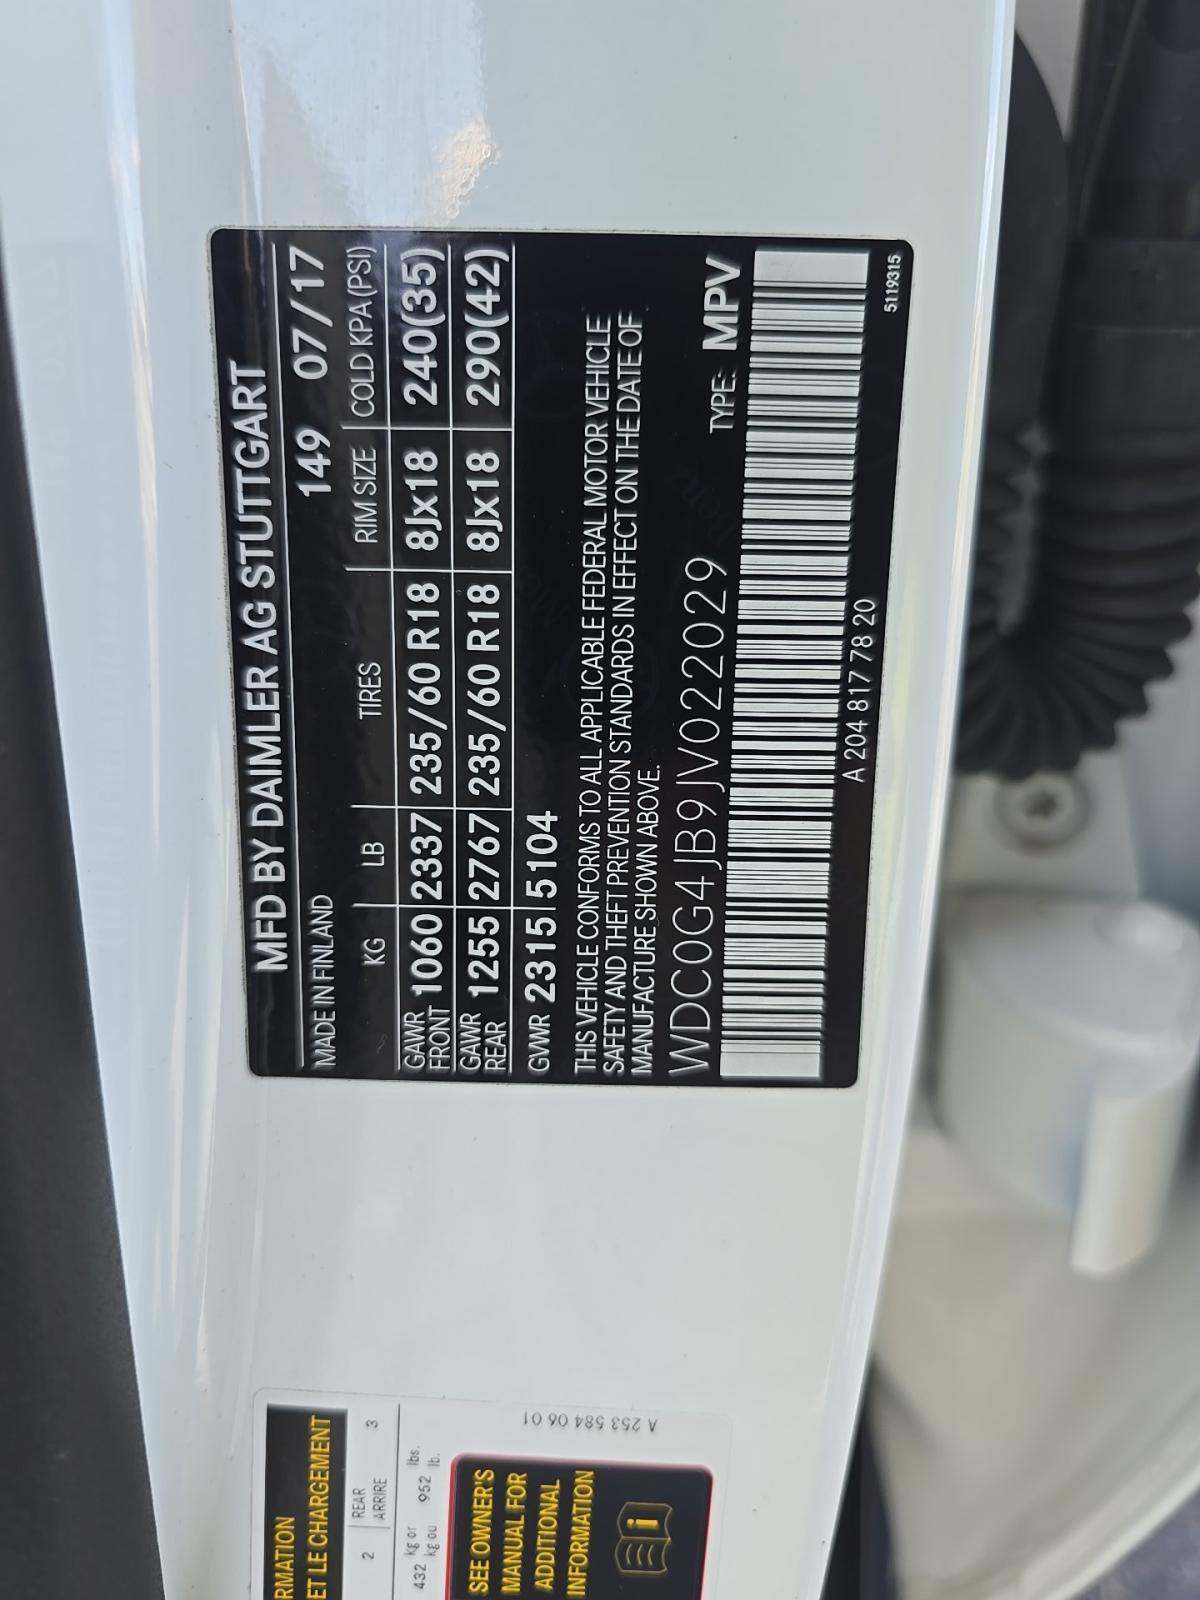 MFD BY DAIMLER AG STUTTGART
MADE IN FINLAND 149 07/17
KG LB TIRES RIM SIZE COLD KPA (PSI)
GAWR FRONT 1060 2337 235/60 R18 8Jx18 240(35)
GAWR REAR 1255 2767 235/60 R18 8Jx18 290(42)
GVWR 2315 5104
THIS VEHICLE CONFORMS TO ALL APPLICABLE FEDERAL MOTOR VEHICLE
SAFETY AND THEFT PREVENTION STANDARDS IN EFFECT ON THE DATE OF
MANUFACTURE SHOWN ABOVE.
WDC0G4JB9JV022029 TYPE: MPV
A 204 817 78 20
5119315
RMATION
ET LE CHARGEMENT
2 REAR 3
ARRIRE
432 kg or 952 lbs.
kg ou lb.
SEE OWNER'S
MANUAL FOR
ADDITIONAL
INFORMATION
A 253 584 06 01